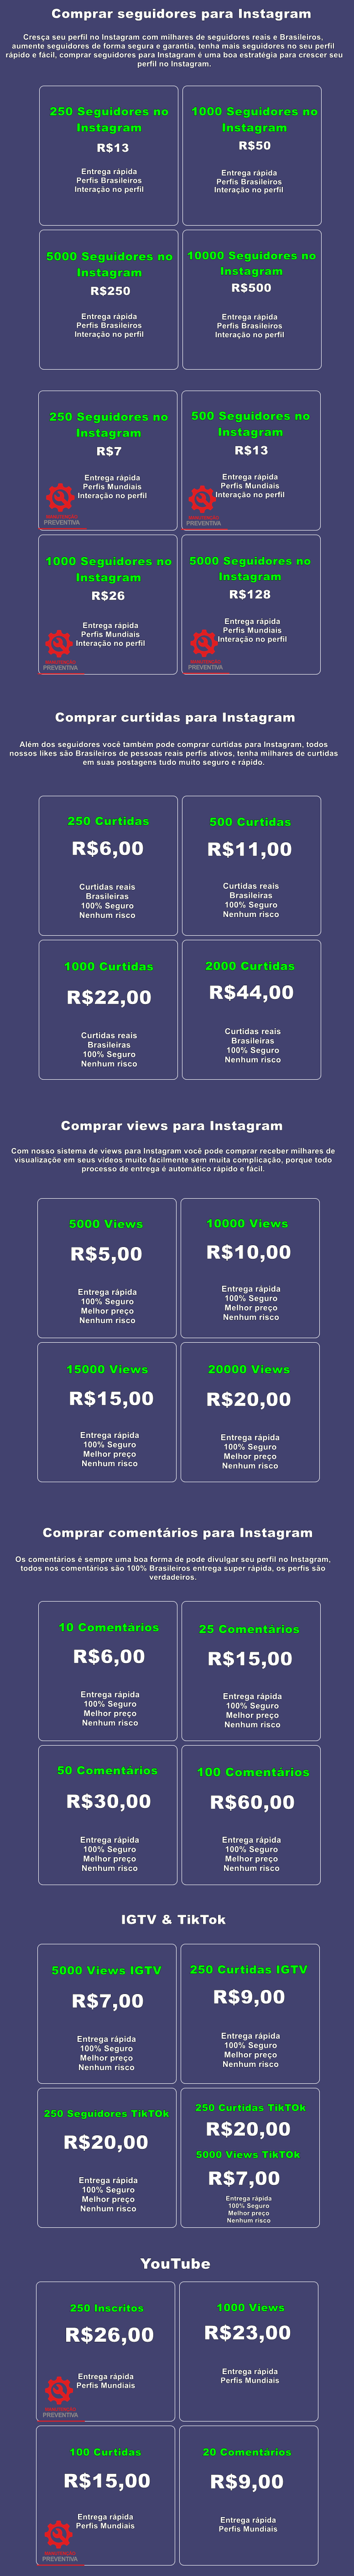 Comprar seguidores para Instagram
Cresça seu perfil no Instagram com milhares de seguidores reais e Brasileiros,
aumente seguidores de forma segura e garantia, tenha mais seguidores no seu perfil
rápido e fácil, comprar seguidores para Instagram é uma boa estratégia para crescer seu
perfil no Instagram.
250 Seguidores no
Instagram
R$13
Entrega rápida
Perfis Brasileiros
Interação no perfil
1000 Seguidores no
Instagram
R$50
Entrega rápida
Perfis Brasileiros
Interação no perfil
5000 Seguidores no
Instagram
R$250
Entrega rápida
Perfis Brasileiros
Interação no perfil
10000 Seguidores no
Instagram
R$500
Entrega rápida
Perfis Brasileiros
Interação no perfil
250 Seguidores no
Instagram
R$7
Entrega rápida
Perfis Mundiais
Interação no perfil
MANUTENÇÃO
PREVENTIVA
500 Seguidores no
Instagram
R$13
Entrega rápida
Perfis Mundiais
Interação no perfil
MANUTENÇÃO
PREVENTIVA
1000 Seguidores no
Instagram
R$26
Entrega rápida
Perfis Mundiais
Interação no perfil
MANUTENÇÃO
PREVENTIVA
5000 Seguidores no
Instagram
R$128
Entrega rápida
Perfis Mundiais
Interação no perfil
MANUTENÇÃO
PREVENTIVA
Comprar curtidas para Instagram
Além dos seguidores você também pode comprar curtidas para Instagram, todos
nossos likes são Brasileiros de pessoas reais perfis ativos, tenha milhares de curtidas
em suas postagens tudo muito seguro e rápido.
250 Curtidas
R$6,00
Curtidas reais
Brasileiras
100% Seguro
Nenhum risco
500 Curtidas
R$11,00
Curtidas reais
Brasileiras
100% Seguro
Nenhum risco
1000 Curtidas
R$22,00
Curtidas reais
Brasileiras
100% Seguro
Nenhum risco
2000 Curtidas
R$44,00
Curtidas reais
Brasileiras
100% Seguro
Nenhum risco
Comprar views para Instagram
Com nosso sistema de views para Instagram você pode comprar receber milhares de
visualizaçõe em seus vídeos muito facilmente sem muita complicação, porque todo
processo de entrega é automático rápido e fácil.
5000 Views
R$5,00
Entrega rápida
100% Seguro
Melhor preço
Nenhum risco
10000 Views
R$10,00
Entrega rápida
100% Seguro
Melhor preço
Nenhum risco
15000 Views
R$15,00
Entrega rápida
100% Seguro
Melhor preço
Nenhum risco
20000 Views
R$20,00
Entrega rápida
100% Seguro
Melhor preço
Nenhum risco
Comprar comentários para Instagram
Os comentários é sempre uma boa forma de pode divulgar seu perfil no Instagram,
todos nos comentários são 100% Brasileiros entrega super rápida, os perfis são
verdadeiros.
10 Comentários
R$6,00
Entrega rápida
100% Seguro
Melhor preço
Nenhum risco
25 Comentários
R$15,00
Entrega rápida
100% Seguro
Melhor preço
Nenhum risco
50 Comentários
R$30,00
Entrega rápida
100% Seguro
Melhor preço
Nenhum risco
100 Comentários
R$60,00
Entrega rápida
100% Seguro
Melhor preço
Nenhum risco
IGTV & TikTok
5000 Views IGTV
R$7,00
Entrega rápida
100% Seguro
Melhor preço
Nenhum risco
250 Curtidas IGTV
R$9,00
Entrega rápida
100% Seguro
Melhor preço
Nenhum risco
250 Seguidores TikTOk
R$20,00
Entrega rápida
100% Seguro
Melhor preço
Nenhum risco
250 Curtidas TikTOk
R$20,00
5000 Views TikTOk
R$7,00
Entrega rápida
100% Seguro
Melhor preço
Nenhum risco
YouTube
250 Inscritos
R$26,00
Entrega rápida
Perfis Mundiais
MANUTENÇÃO
PREVENTIVA
1000 Views
R$23,00
Entrega rápida
Perfis Mundiais
100 Curtidas
R$15,00
Entrega rápida
Perfis Mundiais
MANUTENÇÃO
PREVENTIVA
20 Comentários
R$9,00
Entrega rápida
Perfis Mundiais